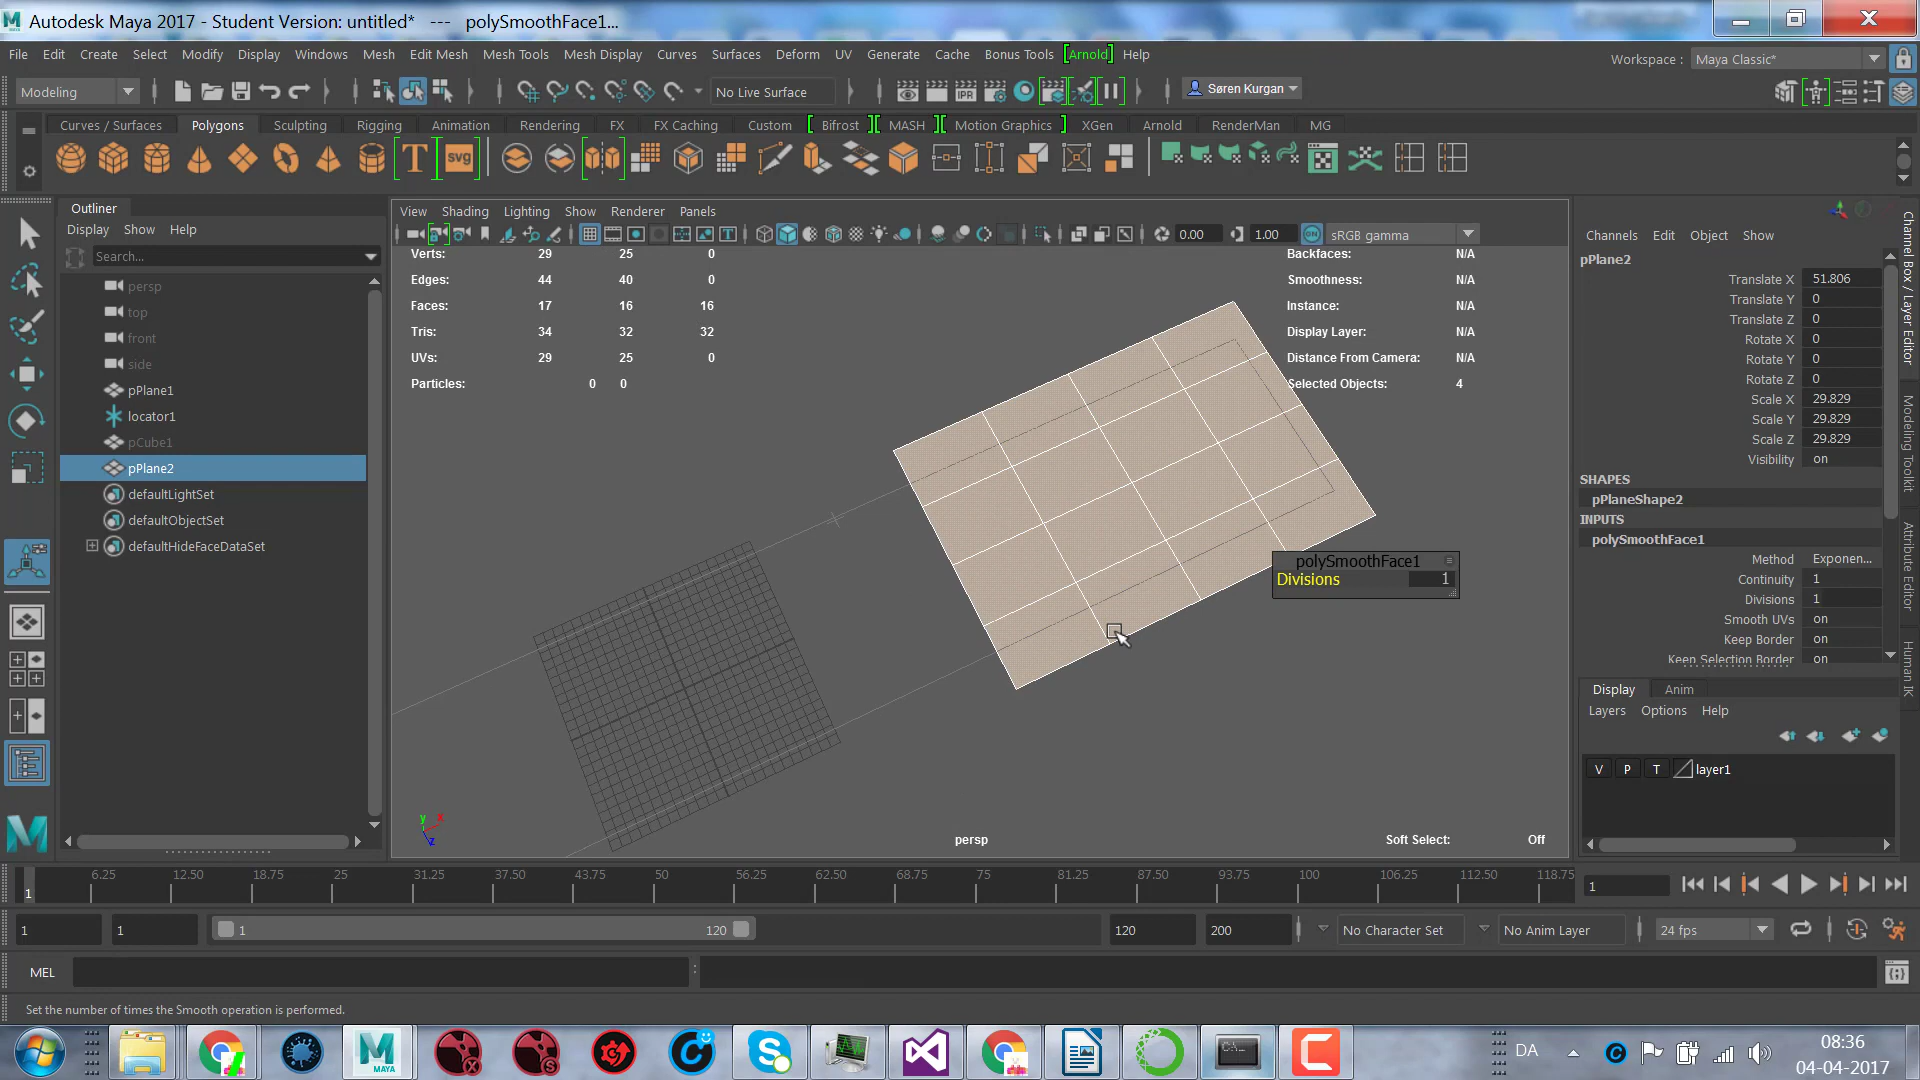 Autodesk Maya 2017 - Student Version: untitled* --- polySmoothFace1...
File Edit Create Select Modify Display Windows Mesh Edit Mesh Mesh Tools Mesh Display Curves Surfaces Deform UV Generate Cache Bonus Tools [Arnold] Help
Workspace : Maya Classic*
Modeling
No Live Surface
Søren Kurgan
IPR
Curves / Surfaces Polygons Sculpting Rigging Animation Rendering FX FX Caching Custom Bifrost MASH Motion Graphics XGen Arnold RenderMan MG
T svg
Outliner
Display Show Help
Search...
persp
top
front
side
pPlane1
locator1
pCube1
pPlane2
defaultLightSet
defaultObjectSet
defaultHideFaceDataSet
View Shading Lighting Show Renderer Panels
0.00 1.00 ON sRGB gamma
Verts: 29 25 0
Edges: 44 40 0
Faces: 17 16 16
Tris: 34 32 32
UVs: 29 25 0
Particles: 0 0
Backfaces: N/A
Smoothness: N/A
Instance: N/A
Display Layer: N/A
Distance From Camera: N/A
Selected Objects: 4
polySmoothFace1
Divisions 1
y x z
persp
Soft Select: Off
Channels Edit Object Show
pPlane2
Translate X 51.806
Translate Y 0
Translate Z 0
Rotate X 0
Rotate Y 0
Rotate Z 0
Scale X 29.829
Scale Y 29.829
Scale Z 29.829
Visibility on
SHAPES
pPlaneShape2
INPUTS
polySmoothFace1
Method Exponen...
Continuity 1
Divisions 1
Smooth UVs on
Keep Border on
Keep Selection Border on
Channel Box / Layer Editor
Modeling Toolkit
Attribute Editor
Human IK
Display Anim
Layers Options Help
V P T layer1
1 6.25 12.50 18.75 25 31.25 37.50 43.75 50 56.25 62.50 68.75 75 81.25 87.50 93.75 100 106.25 112.50 118.75
1
1 1 1 120 120 200 No Character Set No Anim Layer 24 fps
MEL
Set the number of times the Smooth operation is performed.
MAYA
DA
08:36
04-04-2017